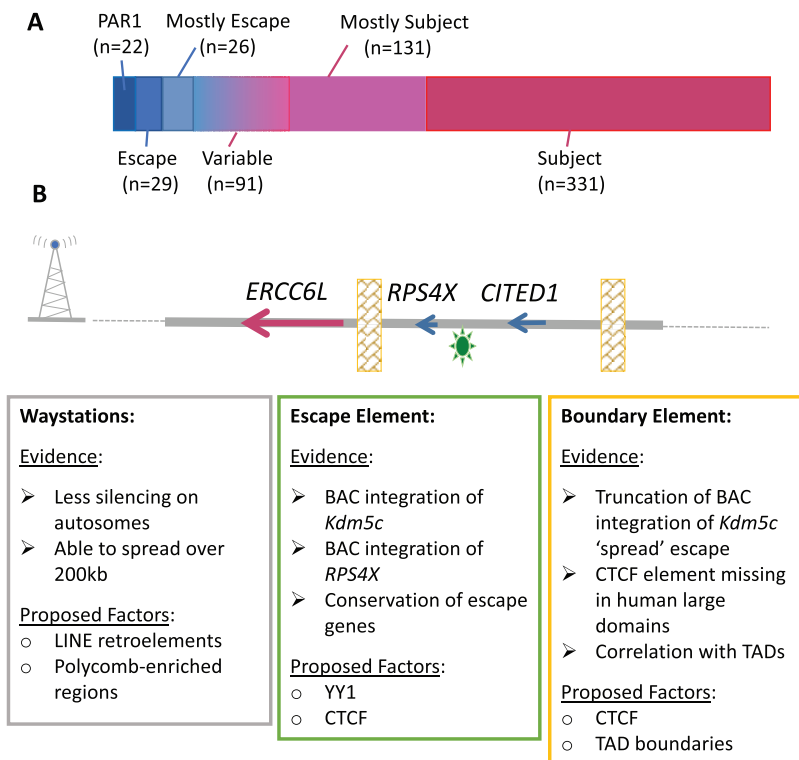 A
PAR1
(n=22)
Mostly Escape
(n=26)
Mostly Subject
(n=131)
Escape
(n=29)
Variable
(n=91)
Subject
(n=331)
B
ERCC6L
RPS4X
CITED1
Waystations:
Evidence:
➢ Less silencing on
autosomes
➢ Able to spread over
200kb
Proposed Factors:
o LINE retroelements
o Polycomb-enriched
regions
Escape Element:
Evidence:
➢ BAC integration of
Kdm5c
➢ BAC integration of
RPS4X
➢ Conservation of escape
genes
Proposed Factors:
o YY1
o CTCF
Boundary Element:
Evidence:
➢ Truncation of BAC
integration of Kdm5c
‘spread’ escape
➢ CTCF element missing
in human large
domains
➢ Correlation with TADs
Proposed Factors:
o CTCF
o TAD boundaries